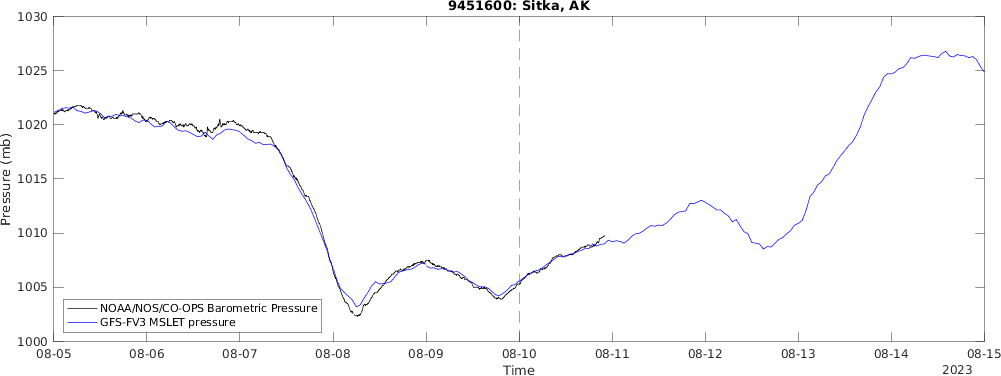 9451600: Sitka, AK
1030
1025
1020
1015
1010
1005
1000
Pressure (mb)
NOAA/NOS/CO-OPS Barometric Pressure
GFS-FV3 MSLET pressure
08-05 08-06 08-07 08-08 08-09 08-10 08-11 08-12 08-13 08-14 08-15
Time
2023